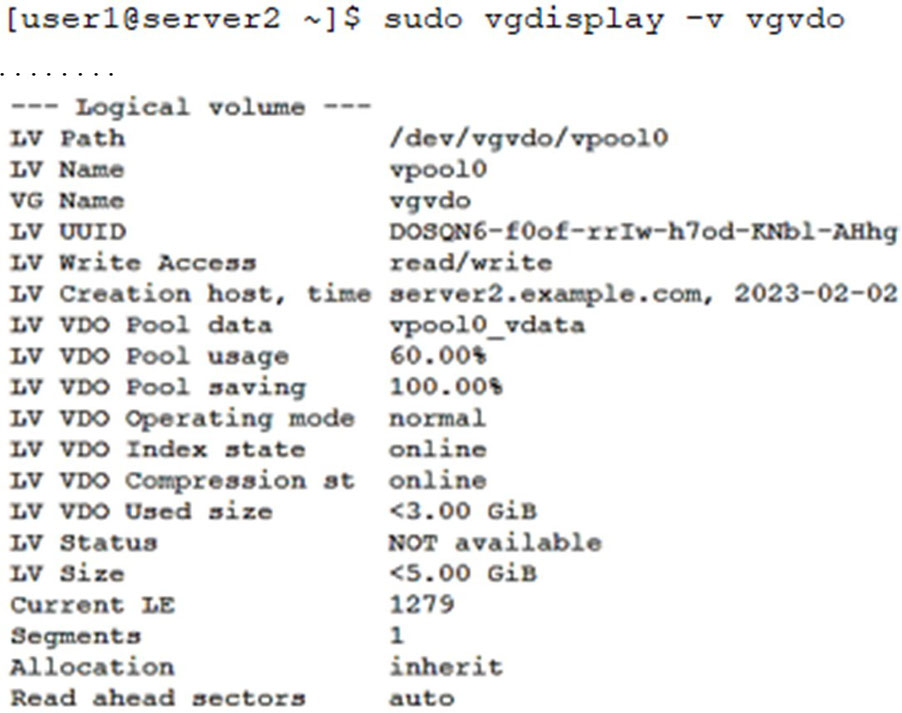 [user1@server2 ~]$ sudo vgdisplay -v vgvdo
........
--- Logical volume ---
LV Path /dev/vgvdo/vpool0
LV Name vpool0
VG Name vgvdo
LV UUID DOSQN6-f0of-rrIw-h7od-KNbl-AHhg
LV Write Access read/write
LV Creation host, time server2.example.com, 2023-02-02
LV VDO Pool data vpool0_vdata
LV VDO Pool usage 60.00%
LV VDO Pool saving 100.00%
LV VDO Operating mode normal
LV VDO Index state online
LV VDO Compression st online
LV VDO Used size <3.00 GiB
LV Status NOT available
LV Size <5.00 GiB
Current LE 1279
Segments 1
Allocation inherit
Read ahead sectors auto